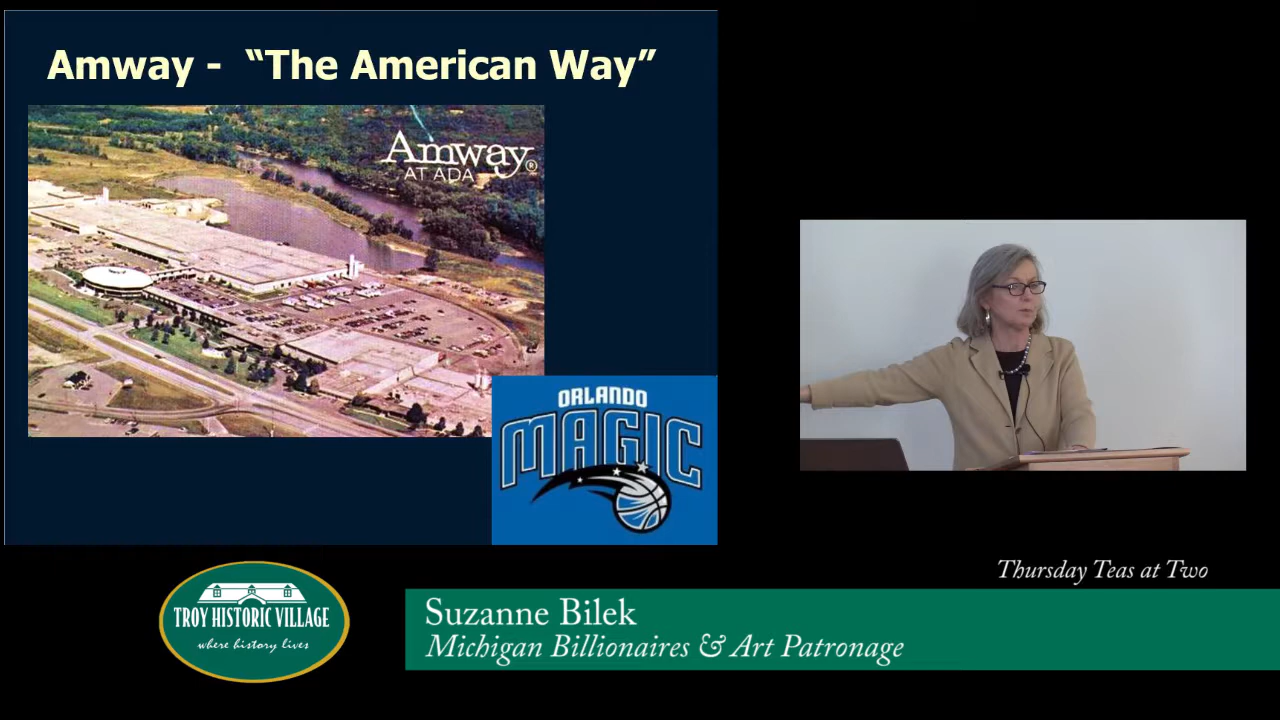 Amway - “The American Way”
Amway®
AT ADA
ORLANDO
MAGIC
Thursday Teas at Two
TROY HISTORIC VILLAGE
where history lives
Suzanne Bilek
Michigan Billionaires & Art Patronage